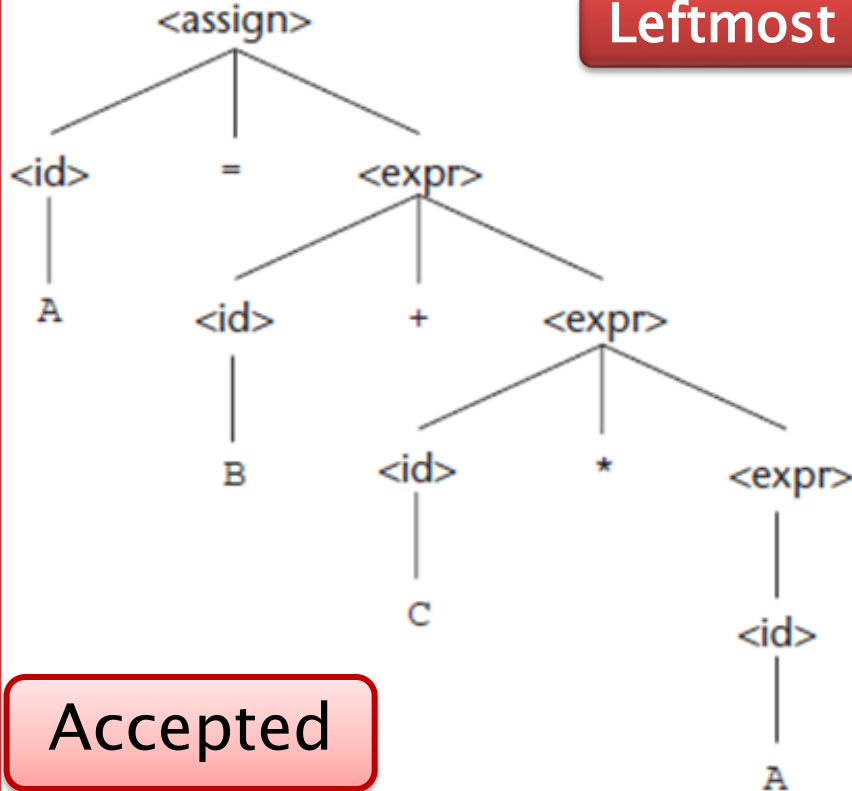 Leftmost
<assign>
<id> = <expr>
A <id> + <expr>
B <id> * <expr>
C <id>
Accepted
A